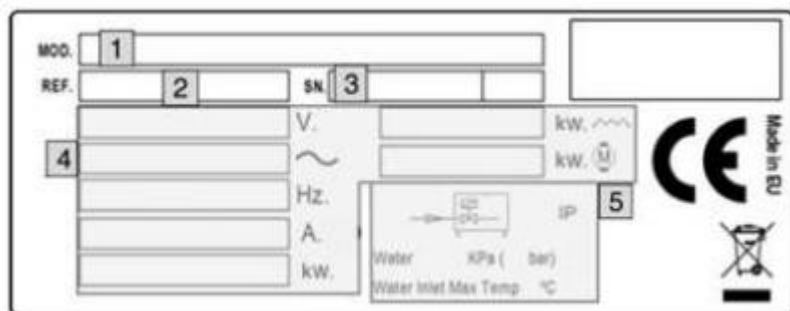 MOD. 1
REF. 2 SN. 3
V. kw.
4 kw. M
Hz. 5
IP
A.
Water KPa ( bar)
kw.
Water Inlet Max Temp ºC
CE
Made in EU